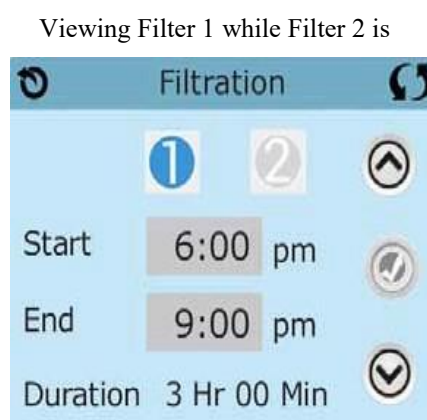 Viewing Filter 1 while Filter 2 is
Filtration
1 2
Start 6:00 pm
End 9:00 pm
Duration 3 Hr 00 Min